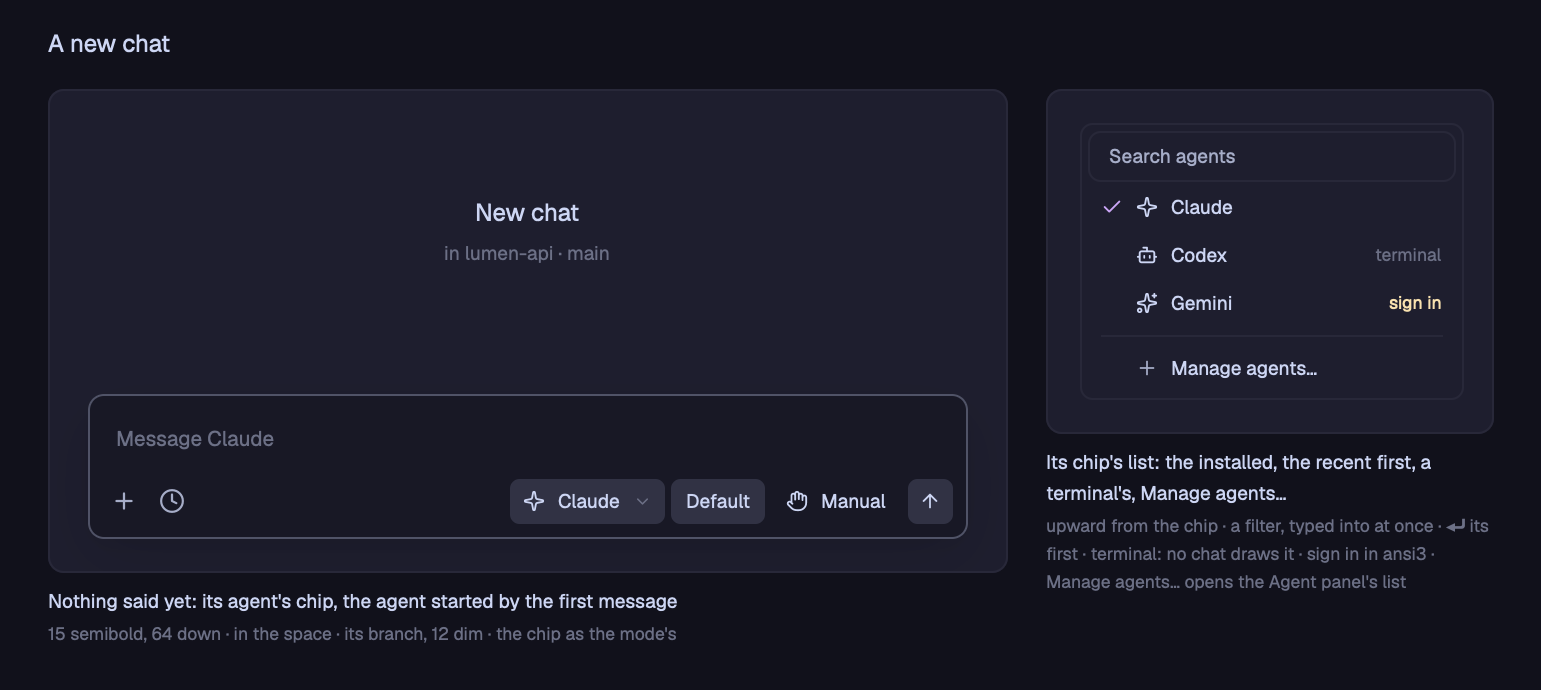 A new chat
New chat
in lumen-api · main
Message Claude
Claude
Default
Manual
Nothing said yet: its agent's chip, the agent started by the first message
15 semibold, 64 down · in the space · its branch, 12 dim · the chip as the mode's
Search agents
Claude
Codex terminal
Gemini sign in
Manage agents...
Its chip's list: the installed, the recent first, a
terminal's, Manage agents...
upward from the chip · a filter, typed into at once · ↵ its
first · terminal: no chat draws it · sign in in ansi3 ·
Manage agents... opens the Agent panel's list